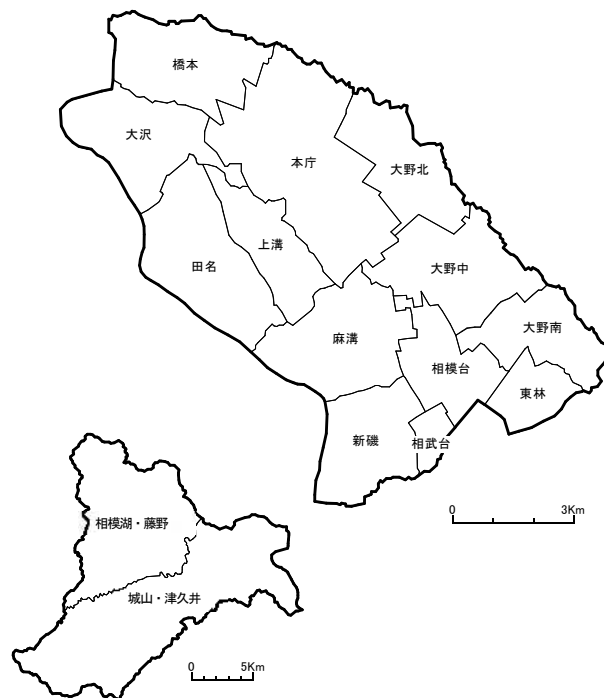 橋本
大沢
本庁
大野北
上溝
田名
大野中
麻溝
大野南
相模台
東林
新磯
相武台
0 3Km
相模湖・藤野
城山・津久井
0 5Km